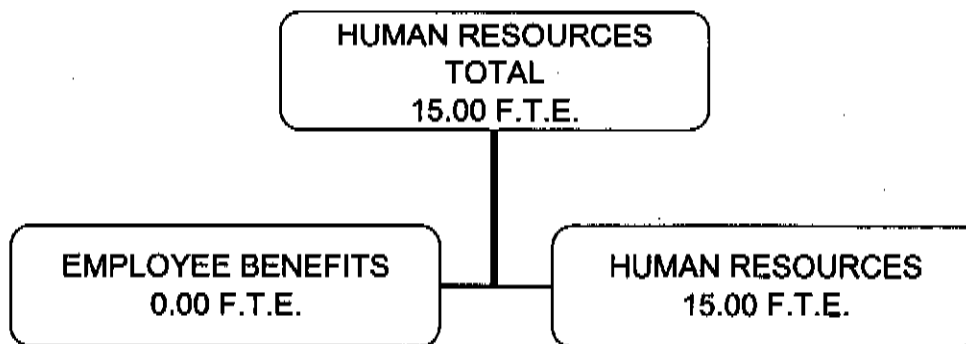 HUMAN RESOURCES
TOTAL
15.00 F.T.E.
EMPLOYEE BENEFITS
0.00 F.T.E.
HUMAN RESOURCES
15.00 F.T.E.